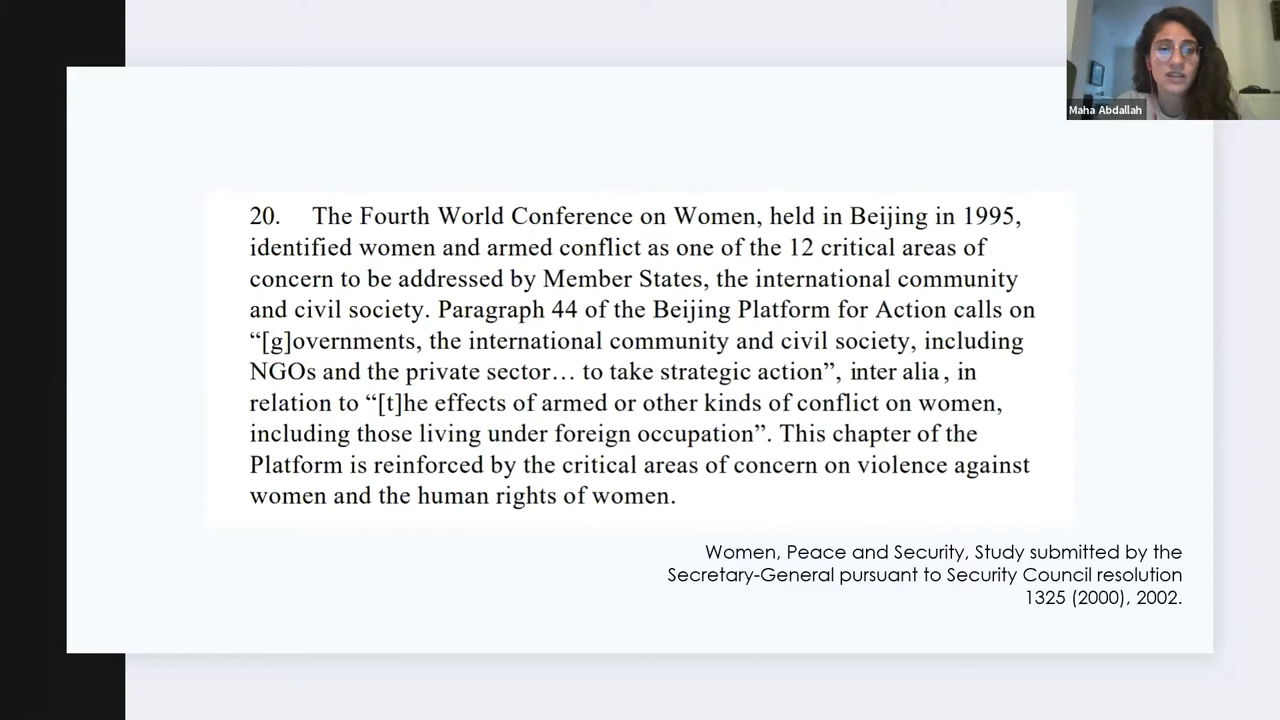 Maha Abdallah
20. The Fourth World Conference on Women, held in Beijing in 1995,
identified women and armed conflict as one of the 12 critical areas of
concern to be addressed by Member States, the international community
and civil society. Paragraph 44 of the Beijing Platform for Action calls on
“[g]overnments, the international community and civil society, including
NGOs and the private sector… to take strategic action”, inter alia, in
relation to “[t]he effects of armed or other kinds of conflict on women,
including those living under foreign occupation”. This chapter of the
Platform is reinforced by the critical areas of concern on violence against
women and the human rights of women.
Women, Peace and Security, Study submitted by the
Secretary-General pursuant to Security Council resolution
1325 (2000), 2002.